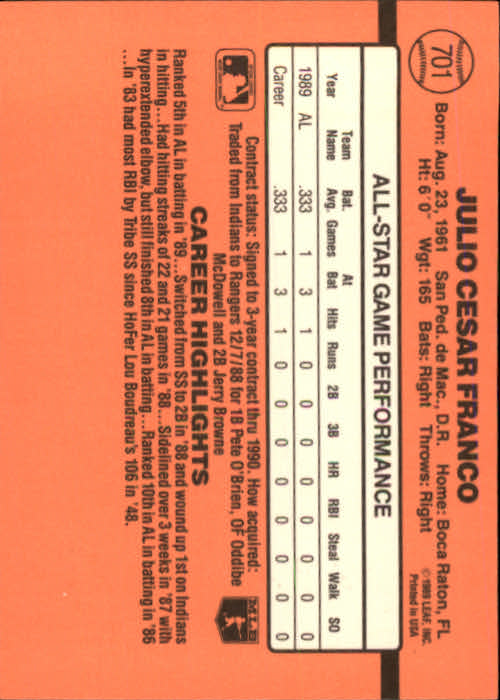 701
JULIO CESAR FRANCO
Born: Aug. 23, 1961 San Ped. de Mac., D.R. Home: Boca Raton, FL
Ht: 6'0" Wgt: 165 Bats: Right Throws: Right
© 1989 LEAF, INC.
Printed in USA
ALL-STAR GAME PERFORMANCE
Year Team Name Bat. Avg. Games At Bat Hits Runs 2B 3B HR RBI Steal Walk SO
1989 AL .333 1 3 1 0 0 0 0 0 0 0 0
Career .333 1 3 1 0 0 0 0 0 0 0 0
Contract status: Signed to 3-year contract thru 1990. How acquired:
Traded from Indians to Rangers 12/7/88 for 1B Pete O'Brien, OF Oddibe
McDowell and 2B Jerry Browne
MLB
CAREER HIGHLIGHTS
Ranked 5th in AL in batting in '89...Switched from SS to 2B in '88 and wound up 1st on Indians
in hitting...Had hitting streaks of 22 and 21 games in '88...Sidelined over 3 weeks in '87 with
hyperextended elbow, but still finished 8th in AL in batting...Ranked 10th in AL in batting in '86
...In '83 had most RBI by Tribe SS since HoFer Lou Boudreau's 106 in '48.